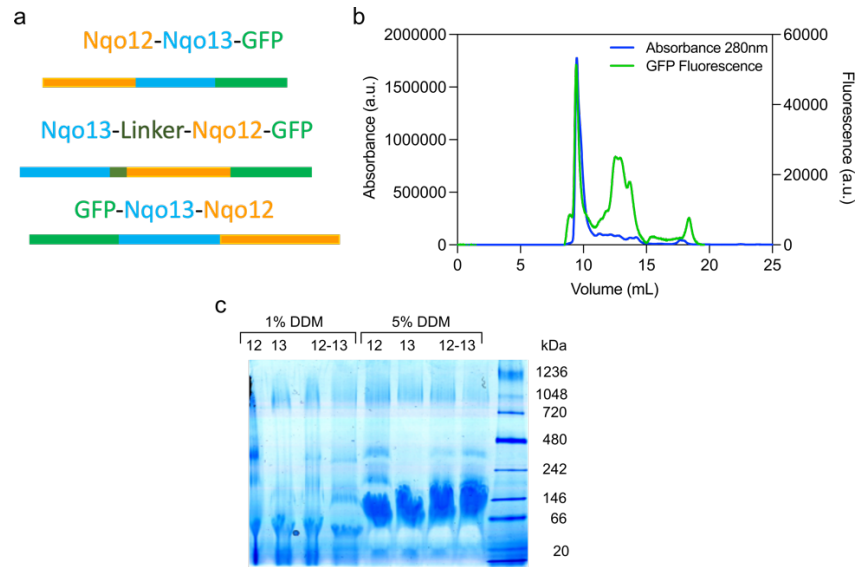 a
Nqo12-Nqo13-GFP
Nqo13-Linker-Nqo12-GFP
GFP-Nqo13-Nqo12
b
Absorbance 280nm
GFP Fluorescence
Absorbance (a.u.)
2000000
1500000
1000000
500000
0
Fluorescence (a.u.)
60000
40000
20000
0
0 5 10 15 20 25
Volume (mL)
c
1% DDM 5% DDM kDa
12 13 12-13 12 13 12-13
1236
1048
720
480
242
146
66
20